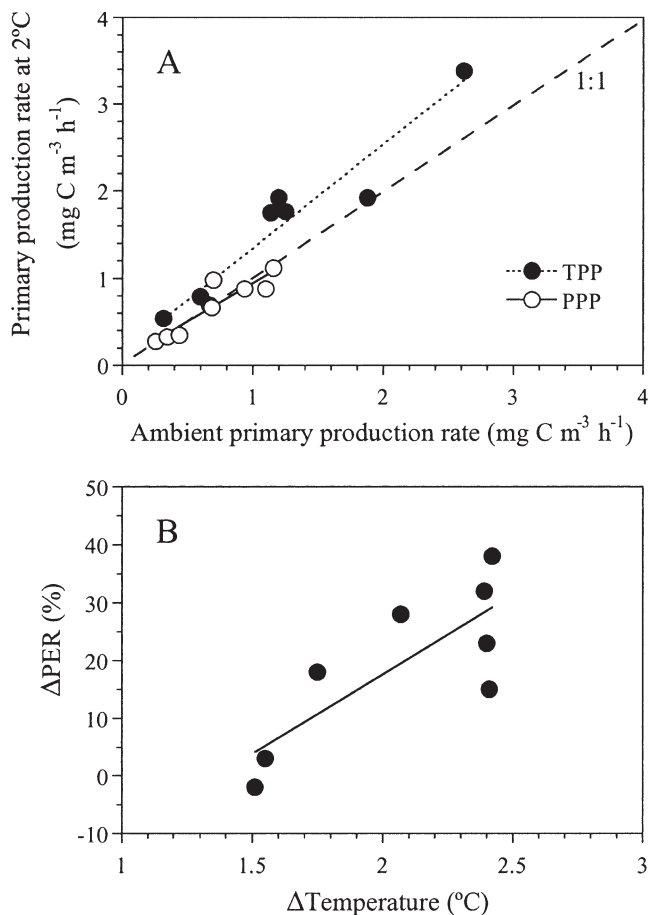 Primary production rate at 2ºC
(mg C m-3 h-1)
4
3
2
1
0
A
1:1
TPP
PPP
0 1 2 3 4
Ambient primary production rate (mg C m-3 h-1)
ΔPER (%)
50
40
30
20
10
0
-10
B
1 1.5 2 2.5 3
ΔTemperature (ºC)